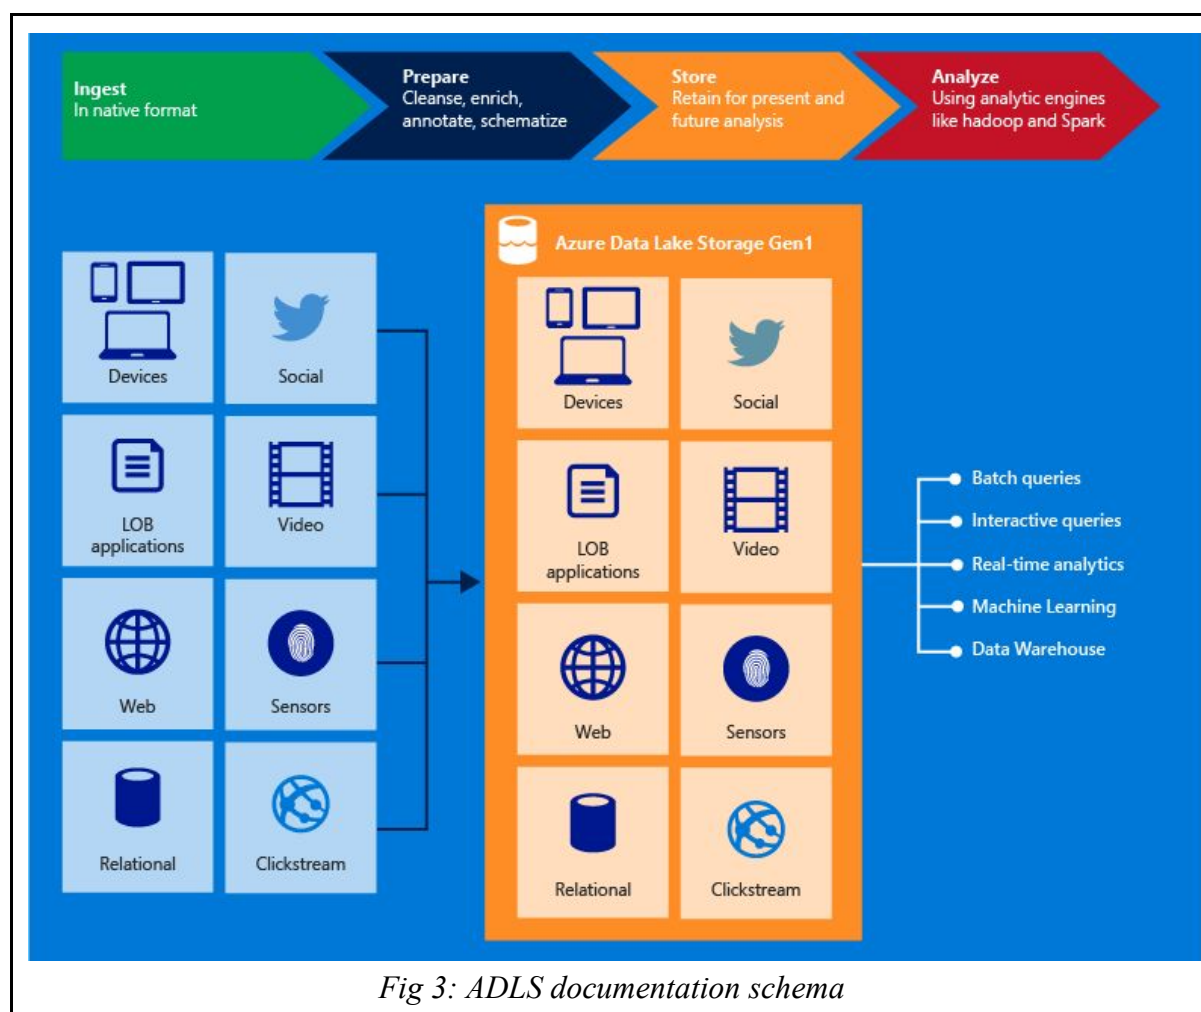 Ingest
In native format
Prepare
Cleanse, enrich,
annotate, schematize
Store
Retain for present and
future analysis
Analyze
Using analytic engines
like hadoop and Spark
Devices
Social
LOB
applications
Video
Web
Sensors
Relational
Clickstream
Azure Data Lake Storage Gen1
Devices
Social
LOB
applications
Video
Web
Sensors
Relational
Clickstream
Batch queries
Interactive queries
Real-time analytics
Machine Learning
Data Warehouse
Fig 3: ADLS documentation schema